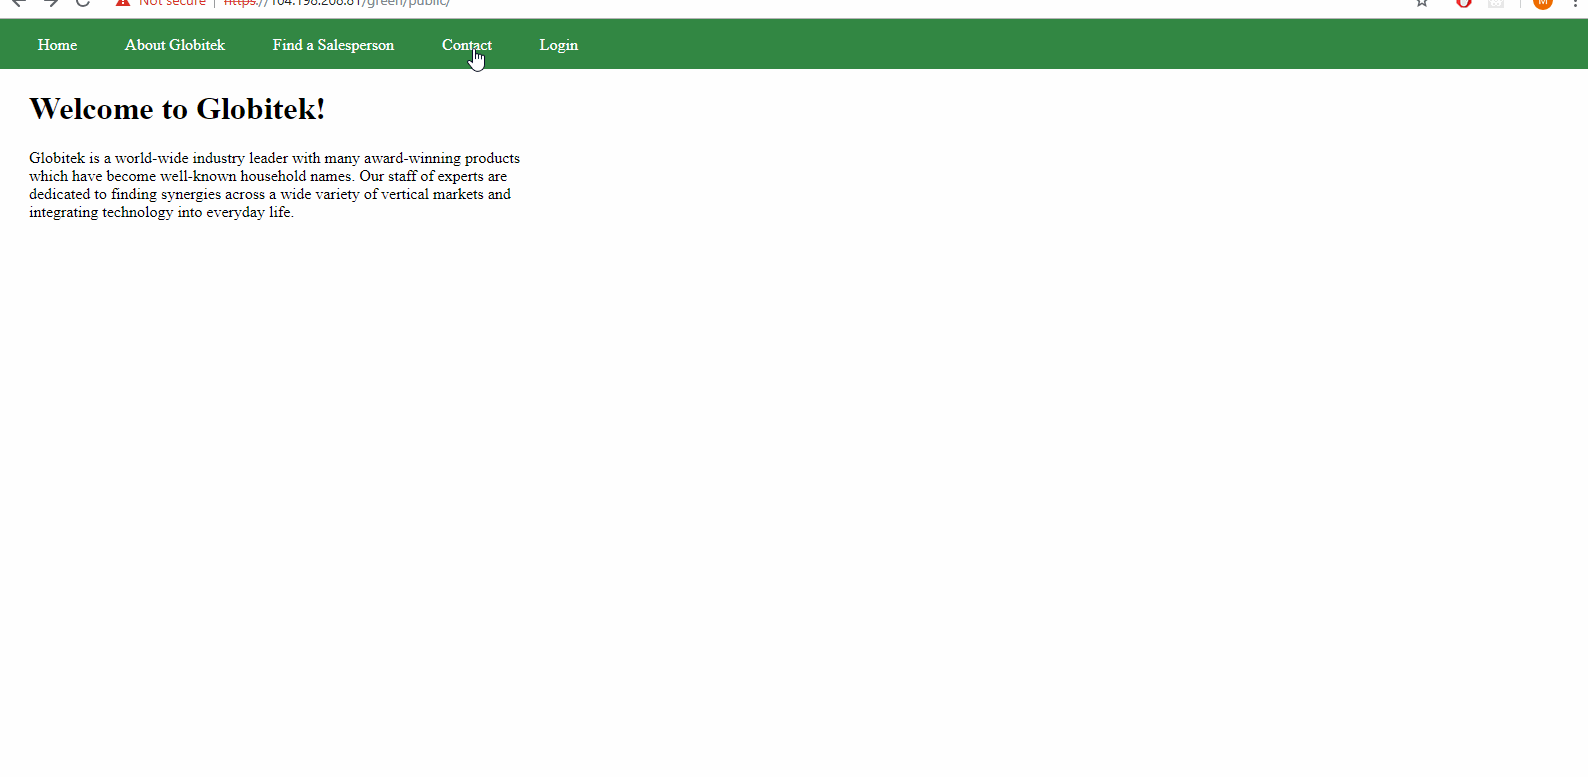 Not secure | https://104.198.208.81/green/public/
Home About Globitek Find a Salesperson Contact Login
Welcome to Globitek!
Globitek is a world-wide industry leader with many award-winning products
which have become well-known household names. Our staff of experts are
dedicated to finding synergies across a wide variety of vertical markets and
integrating technology into everyday life.